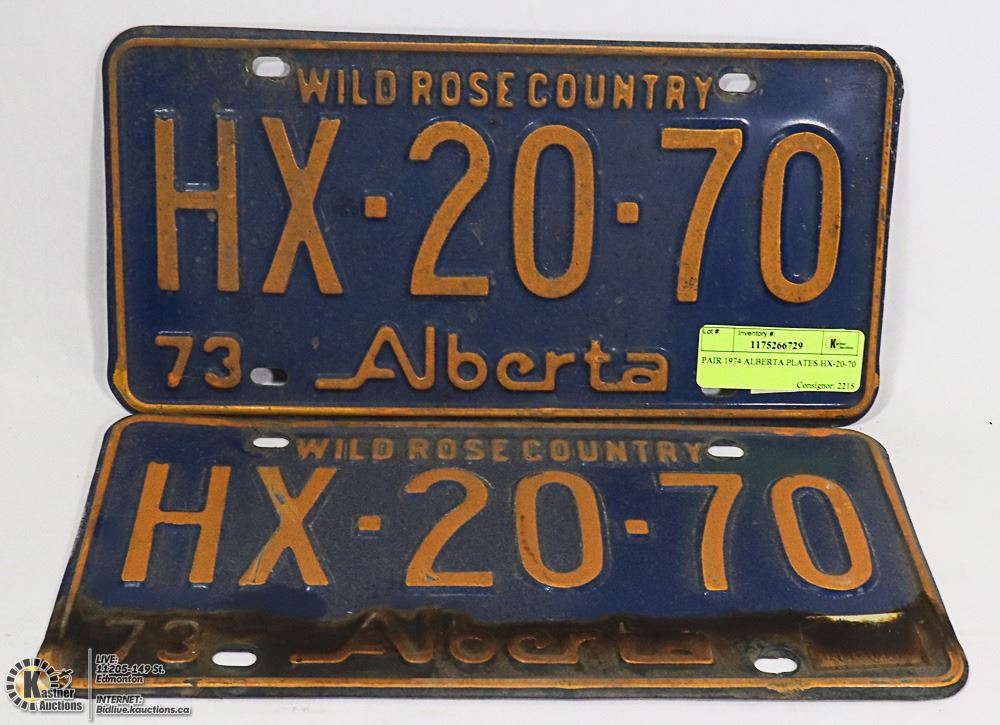 WILD ROSE COUNTRY
HX·20·70
73 Alberta
Lot #: Inventory #:
1175266729
PAIR 1974 ALBERTA PLATES HX-20-70
Consignor: 2215
WILD ROSE COUNTRY
HX·20·70
73 Alberta
K
Kastner
Auctions
LIVE:
11205-149 St.
Edmonton
INTERNET:
Bidlive.kauctions.ca